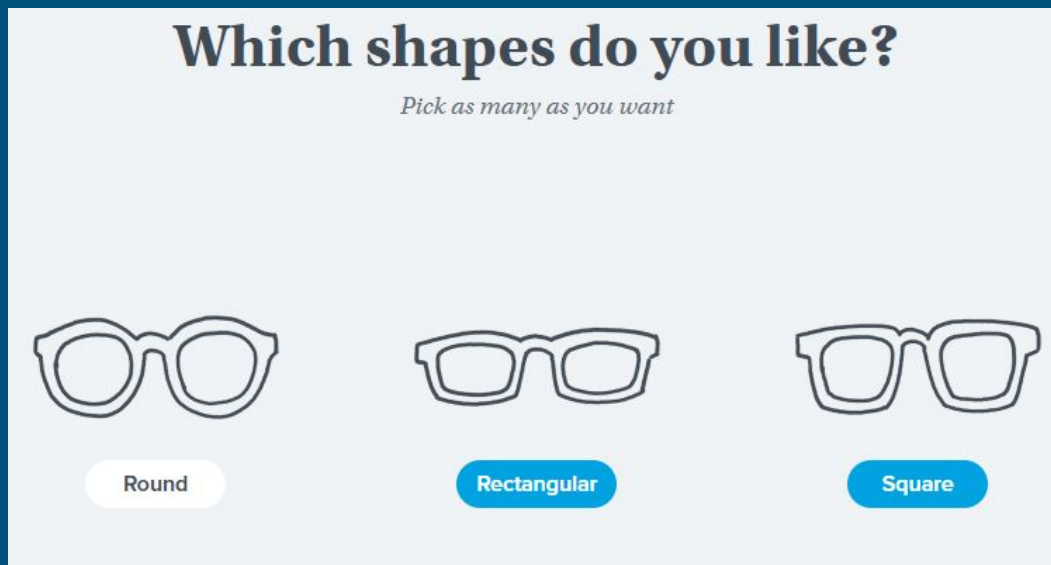 Which shapes do you like?
Pick as many as you want
Round
Rectangular
Square